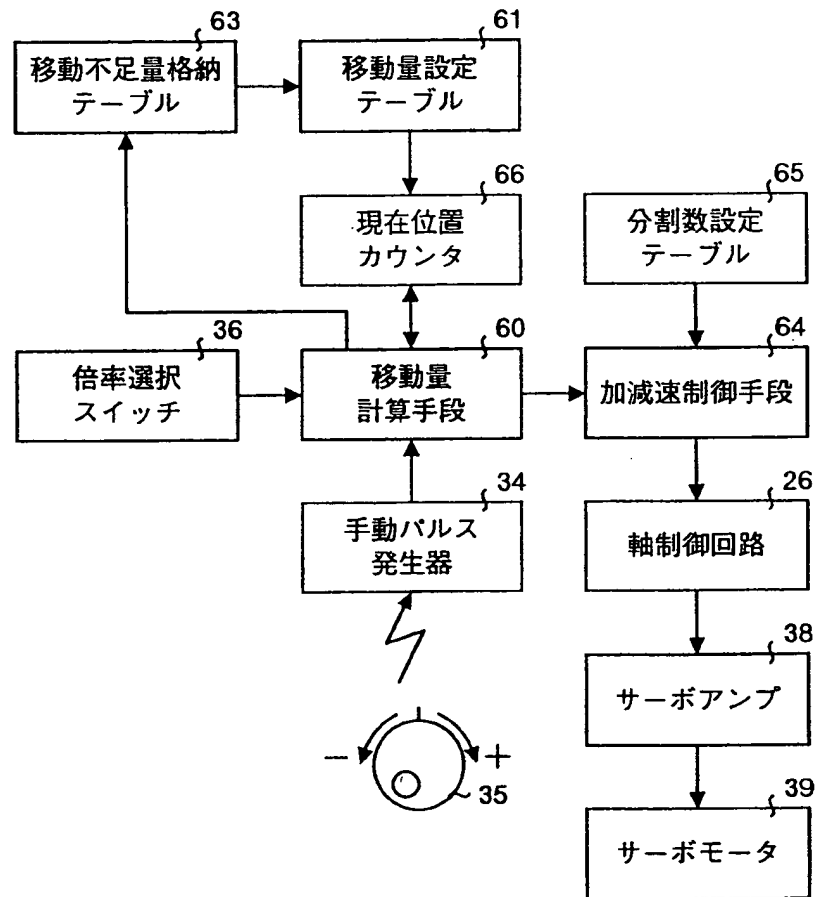 63
移動不足量格納
テーブル
61
移動量設定
テーブル
66
現在位置
カウンタ
65
分割数設定
テーブル
36
倍率選択
スイッチ
60
移動量
計算手段
64
加減速制御手段
34
手動パルス
発生器
26
軸制御回路
38
サーボアンプ
－
＋
35
39
サーボモータ